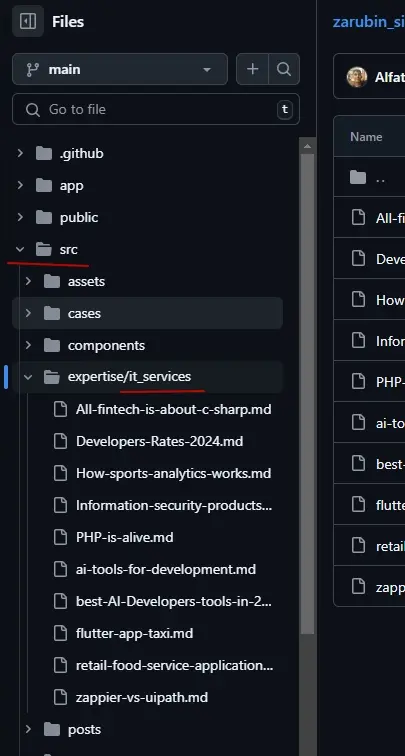 Files
main
Go to file
t
.github
app
public
src
assets
cases
components
expertise/it_services
All-fintech-is-about-c-sharp.md
Developers-Rates-2024.md
How-sports-analytics-works.md
Information-security-products...
PHP-is-alive.md
ai-tools-for-development.md
best-AI-Developers-tools-in-2...
flutter-app-taxi.md
retail-food-service-application...
zappier-vs-uipath.md
posts
zarubin_si
Alfat
Name
..
All-fi
Deve
How
Infor
PHP-
ai-to
best-
flutte
retai
zapp